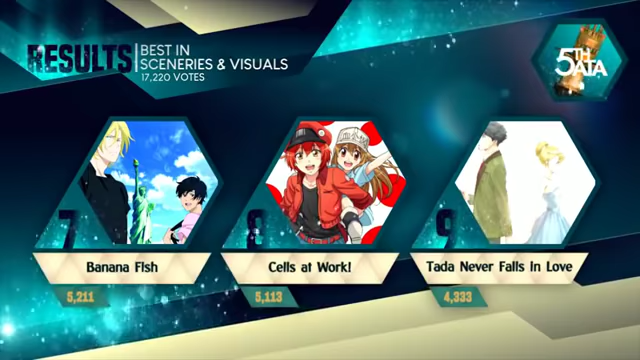 RESULTS
BEST IN
SCENERIES & VISUALS
17,220 VOTES
5TH
ATA
7
8
9
Banana Fish
Cells at Work!
Tada Never Falls In Love
5,211
5,113
4,333